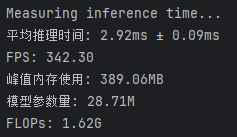 Measuring inference time...
平均推理时间: 2.92ms ± 0.09ms
FPS: 342.30
峰值内存使用: 389.06MB
模型参数量: 28.71M
FLOPs: 1.62G